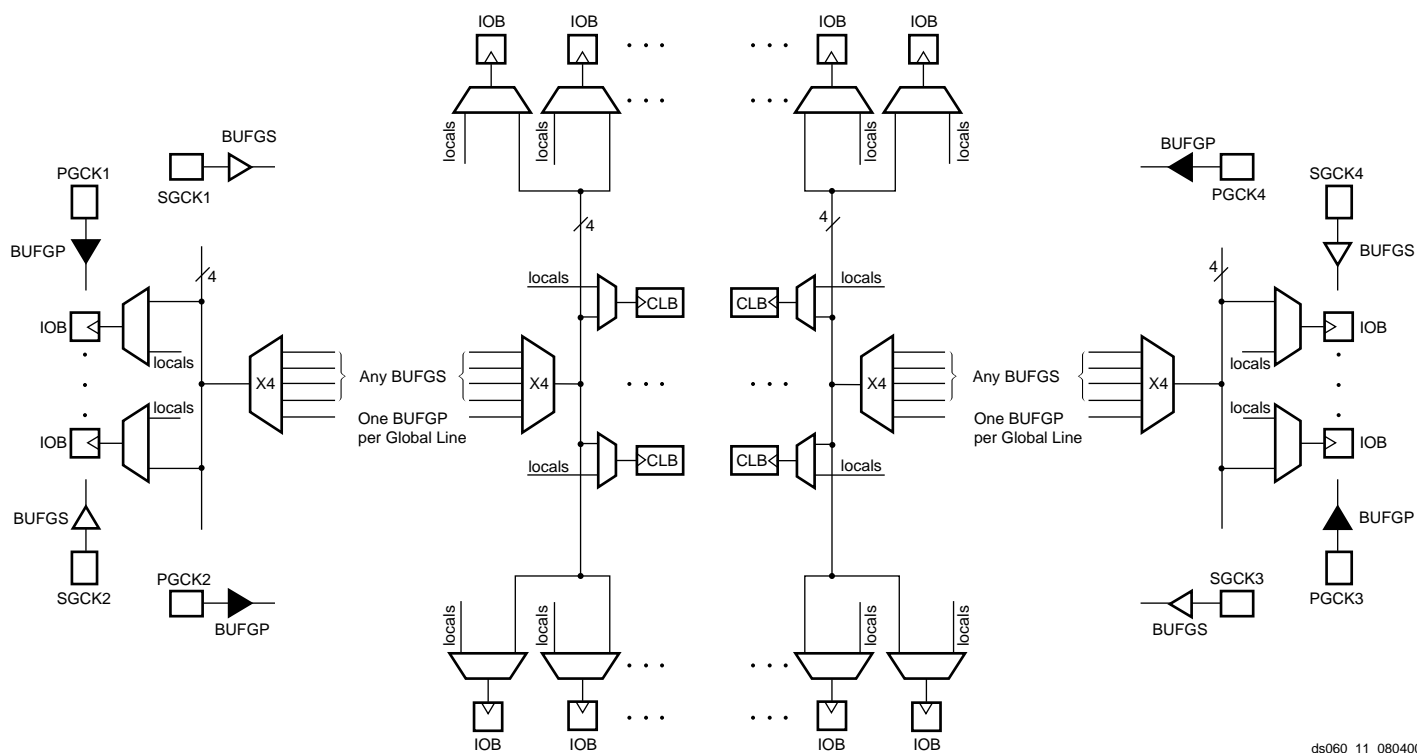 IOB
IOB
IOB
IOB
locals
locals
locals
locals
BUFGS
SGCK1
PGCK1
BUFGP
BUFGP
PGCK4
SGCK4
BUFGS
4
4
4
4
locals
CLB
CLB
locals
IOB
locals
IOB
locals
X4
Any BUFGS
X4
X4
Any BUFGS
X4
One BUFGP
per Global Line
One BUFGP
per Global Line
locals
IOB
locals
IOB
locals
CLB
CLB
locals
BUFGS
SGCK2
PGCK2
BUFGP
BUFGP
PGCK3
SGCK3
BUFGS
locals
locals
locals
locals
IOB
IOB
IOB
IOB
ds060_11_080400